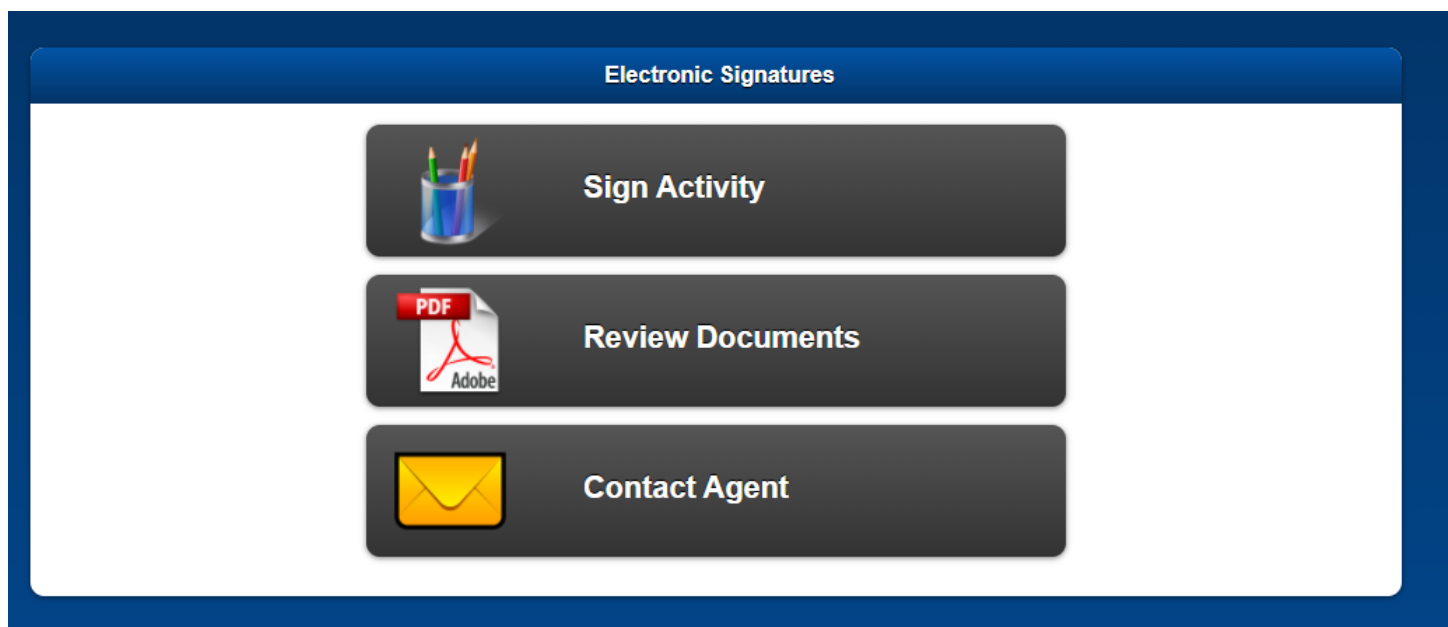 Electronic Signatures
Sign Activity
PDF
Adobe
Review Documents
Contact Agent